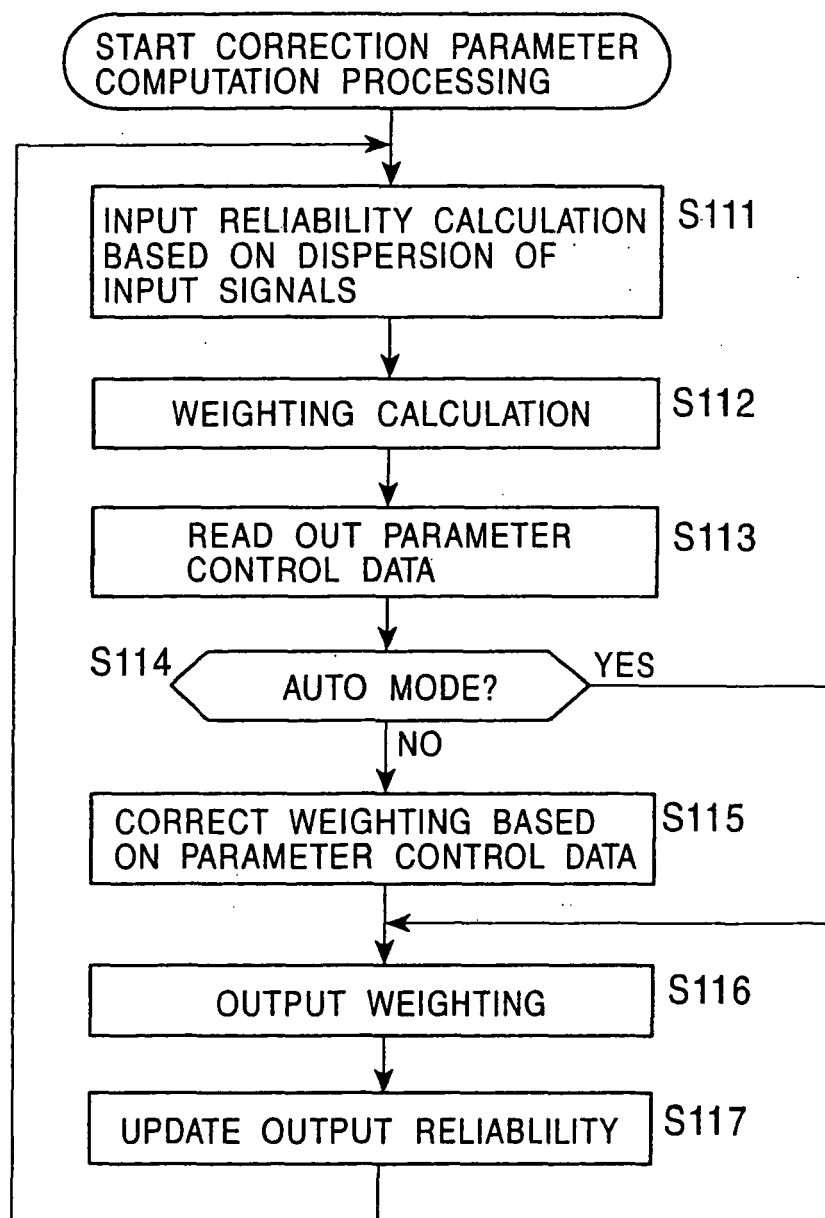 START CORRECTION PARAMETER
COMPUTATION PROCESSING
INPUT RELIABILITY CALCULATION
BASED ON DISPERSION OF
INPUT SIGNALS
S111
WEIGHTING CALCULATION
S112
READ OUT PARAMETER
CONTROL DATA
S113
S114
AUTO MODE?
YES
NO
CORRECT WEIGHTING BASED
ON PARAMETER CONTROL DATA
S115
OUTPUT WEIGHTING
S116
UPDATE OUTPUT RELIABLILITY
S117